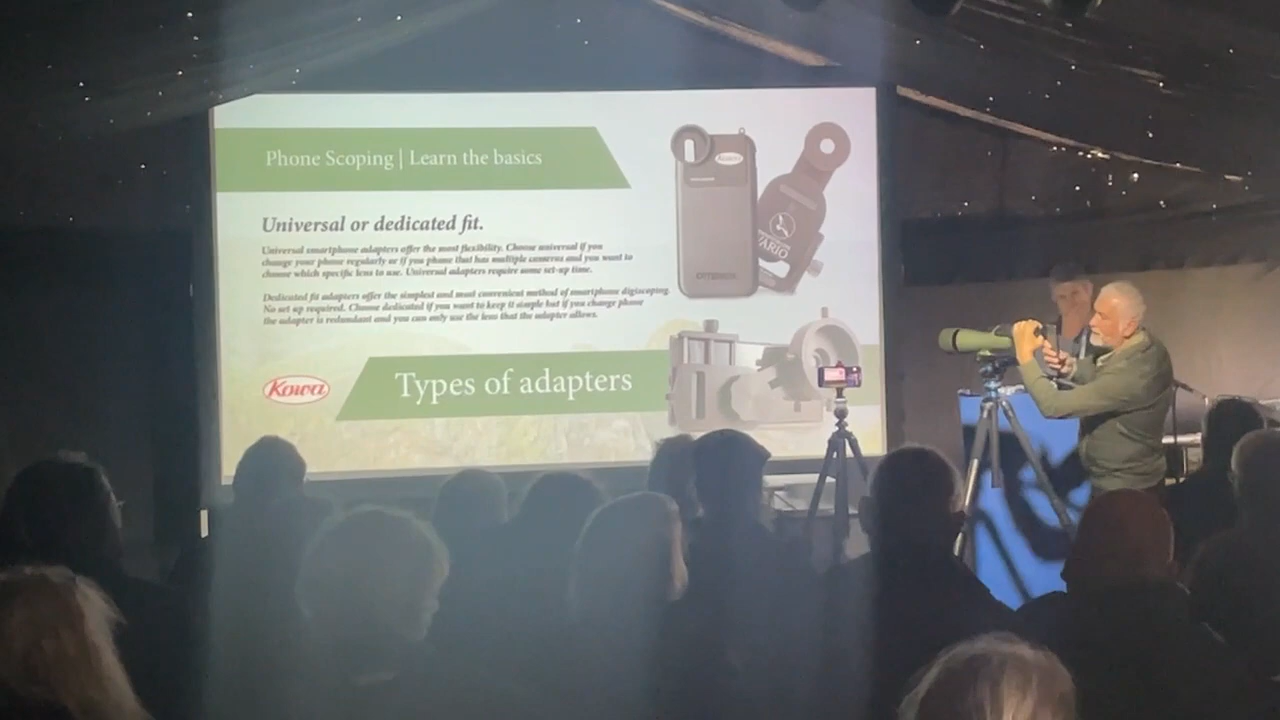 Phone Scoping | Learn the basics
Kowa
VARIO
Universal or dedicated fit.
Universal smartphone adapters offer the most flexibility. Choose universal if you
change your phone regularly or if you phone that has multiple cameras and you want to
choose which specific lens to use. Universal adapters require some set-up time.
Dedicated fit adapters offer the simplest and most convenient method of smartphone digiscoping.
No set up required. Choose dedicated if you want to keep it simple but if you change phone
the adapter is redundant and you can only use the lens that the adapter allows.
Kowa
Types of adapters